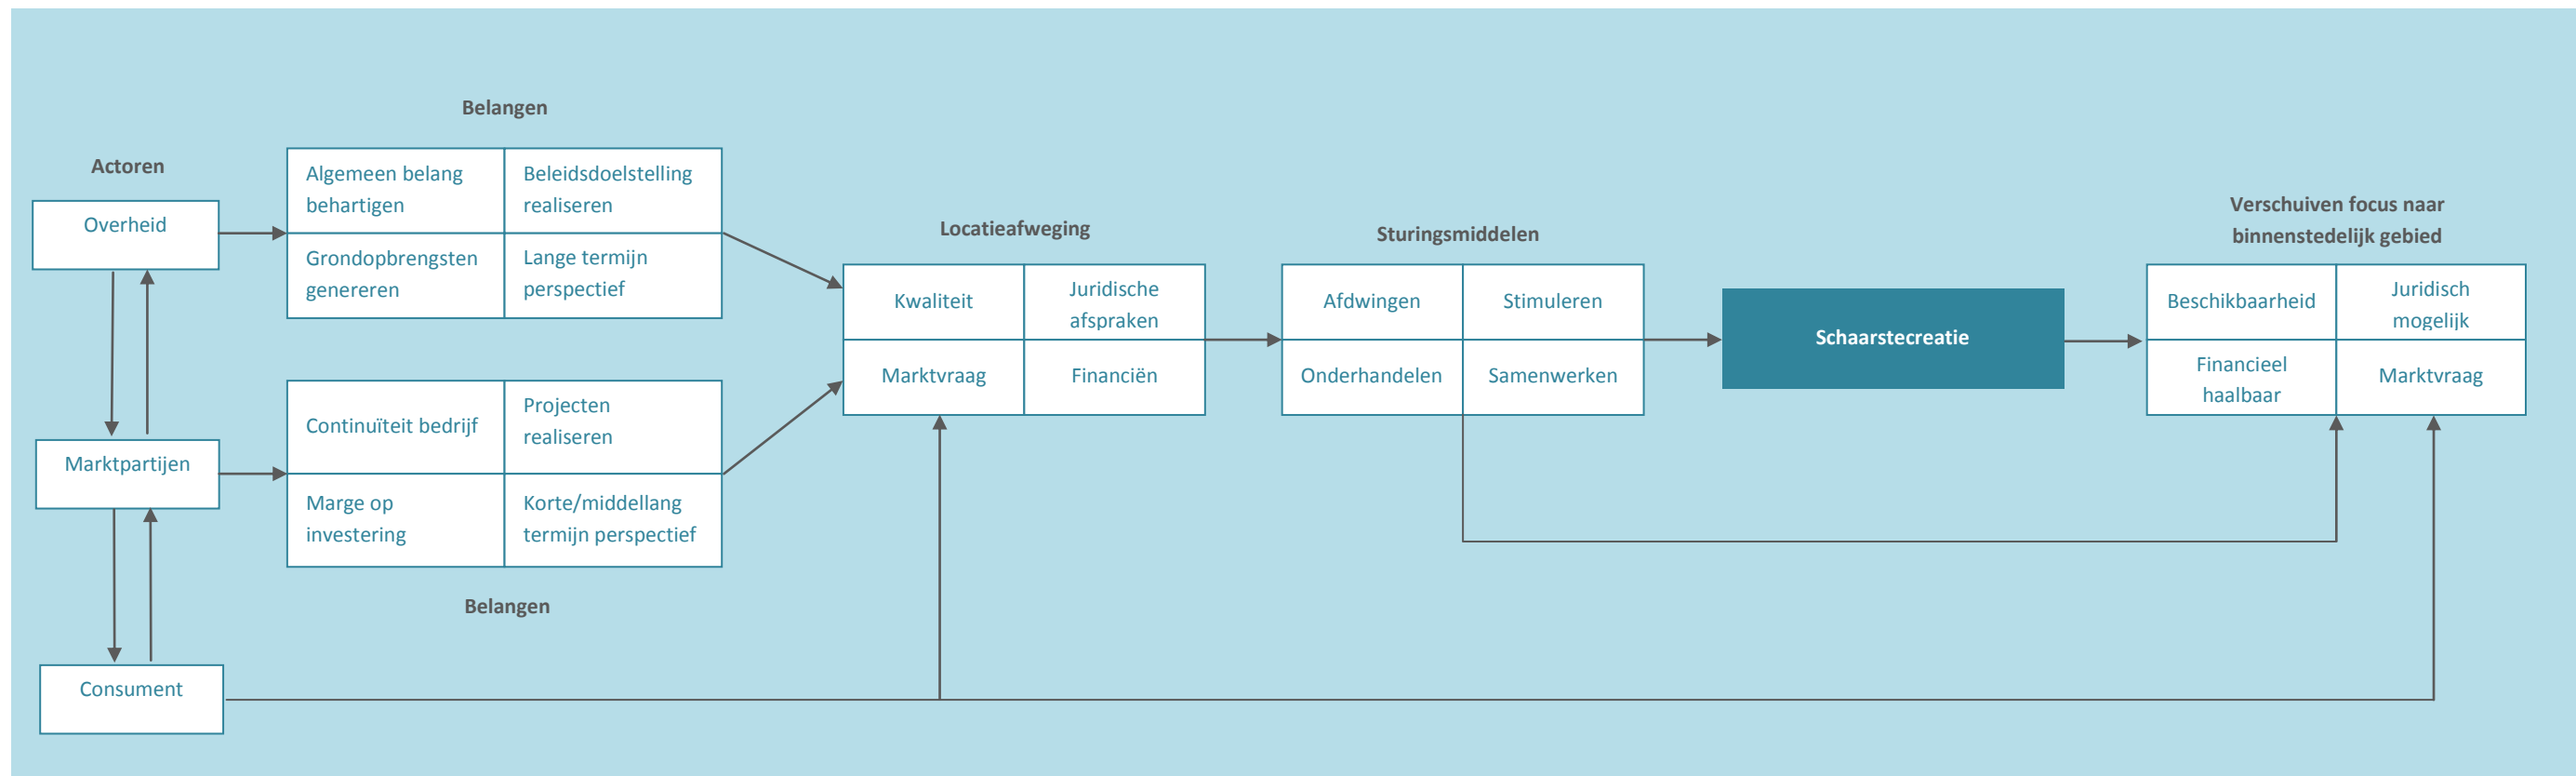 Belangen
Actoren
Overheid
Algemeen belang
behartigen
Beleidsdoelstelling
realiseren
Grondopbrengsten
genereren
Lange termijn
perspectief
Marktpartijen
Continuïteit bedrijf
Projecten
realiseren
Marge op
investering
Korte/middellang
termijn perspectief
Belangen
Consument
Locatieafweging
Kwaliteit
Juridische
afspraken
Marktvraag
Financiën
Sturingsmiddelen
Afdwingen
Stimuleren
Onderhandelen
Samenwerken
Schaarstecreatie
Verschuiven focus naar
binnenstedelijk gebied
Beschikbaarheid
Juridisch
mogelijk
Financieel
haalbaar
Marktvraag